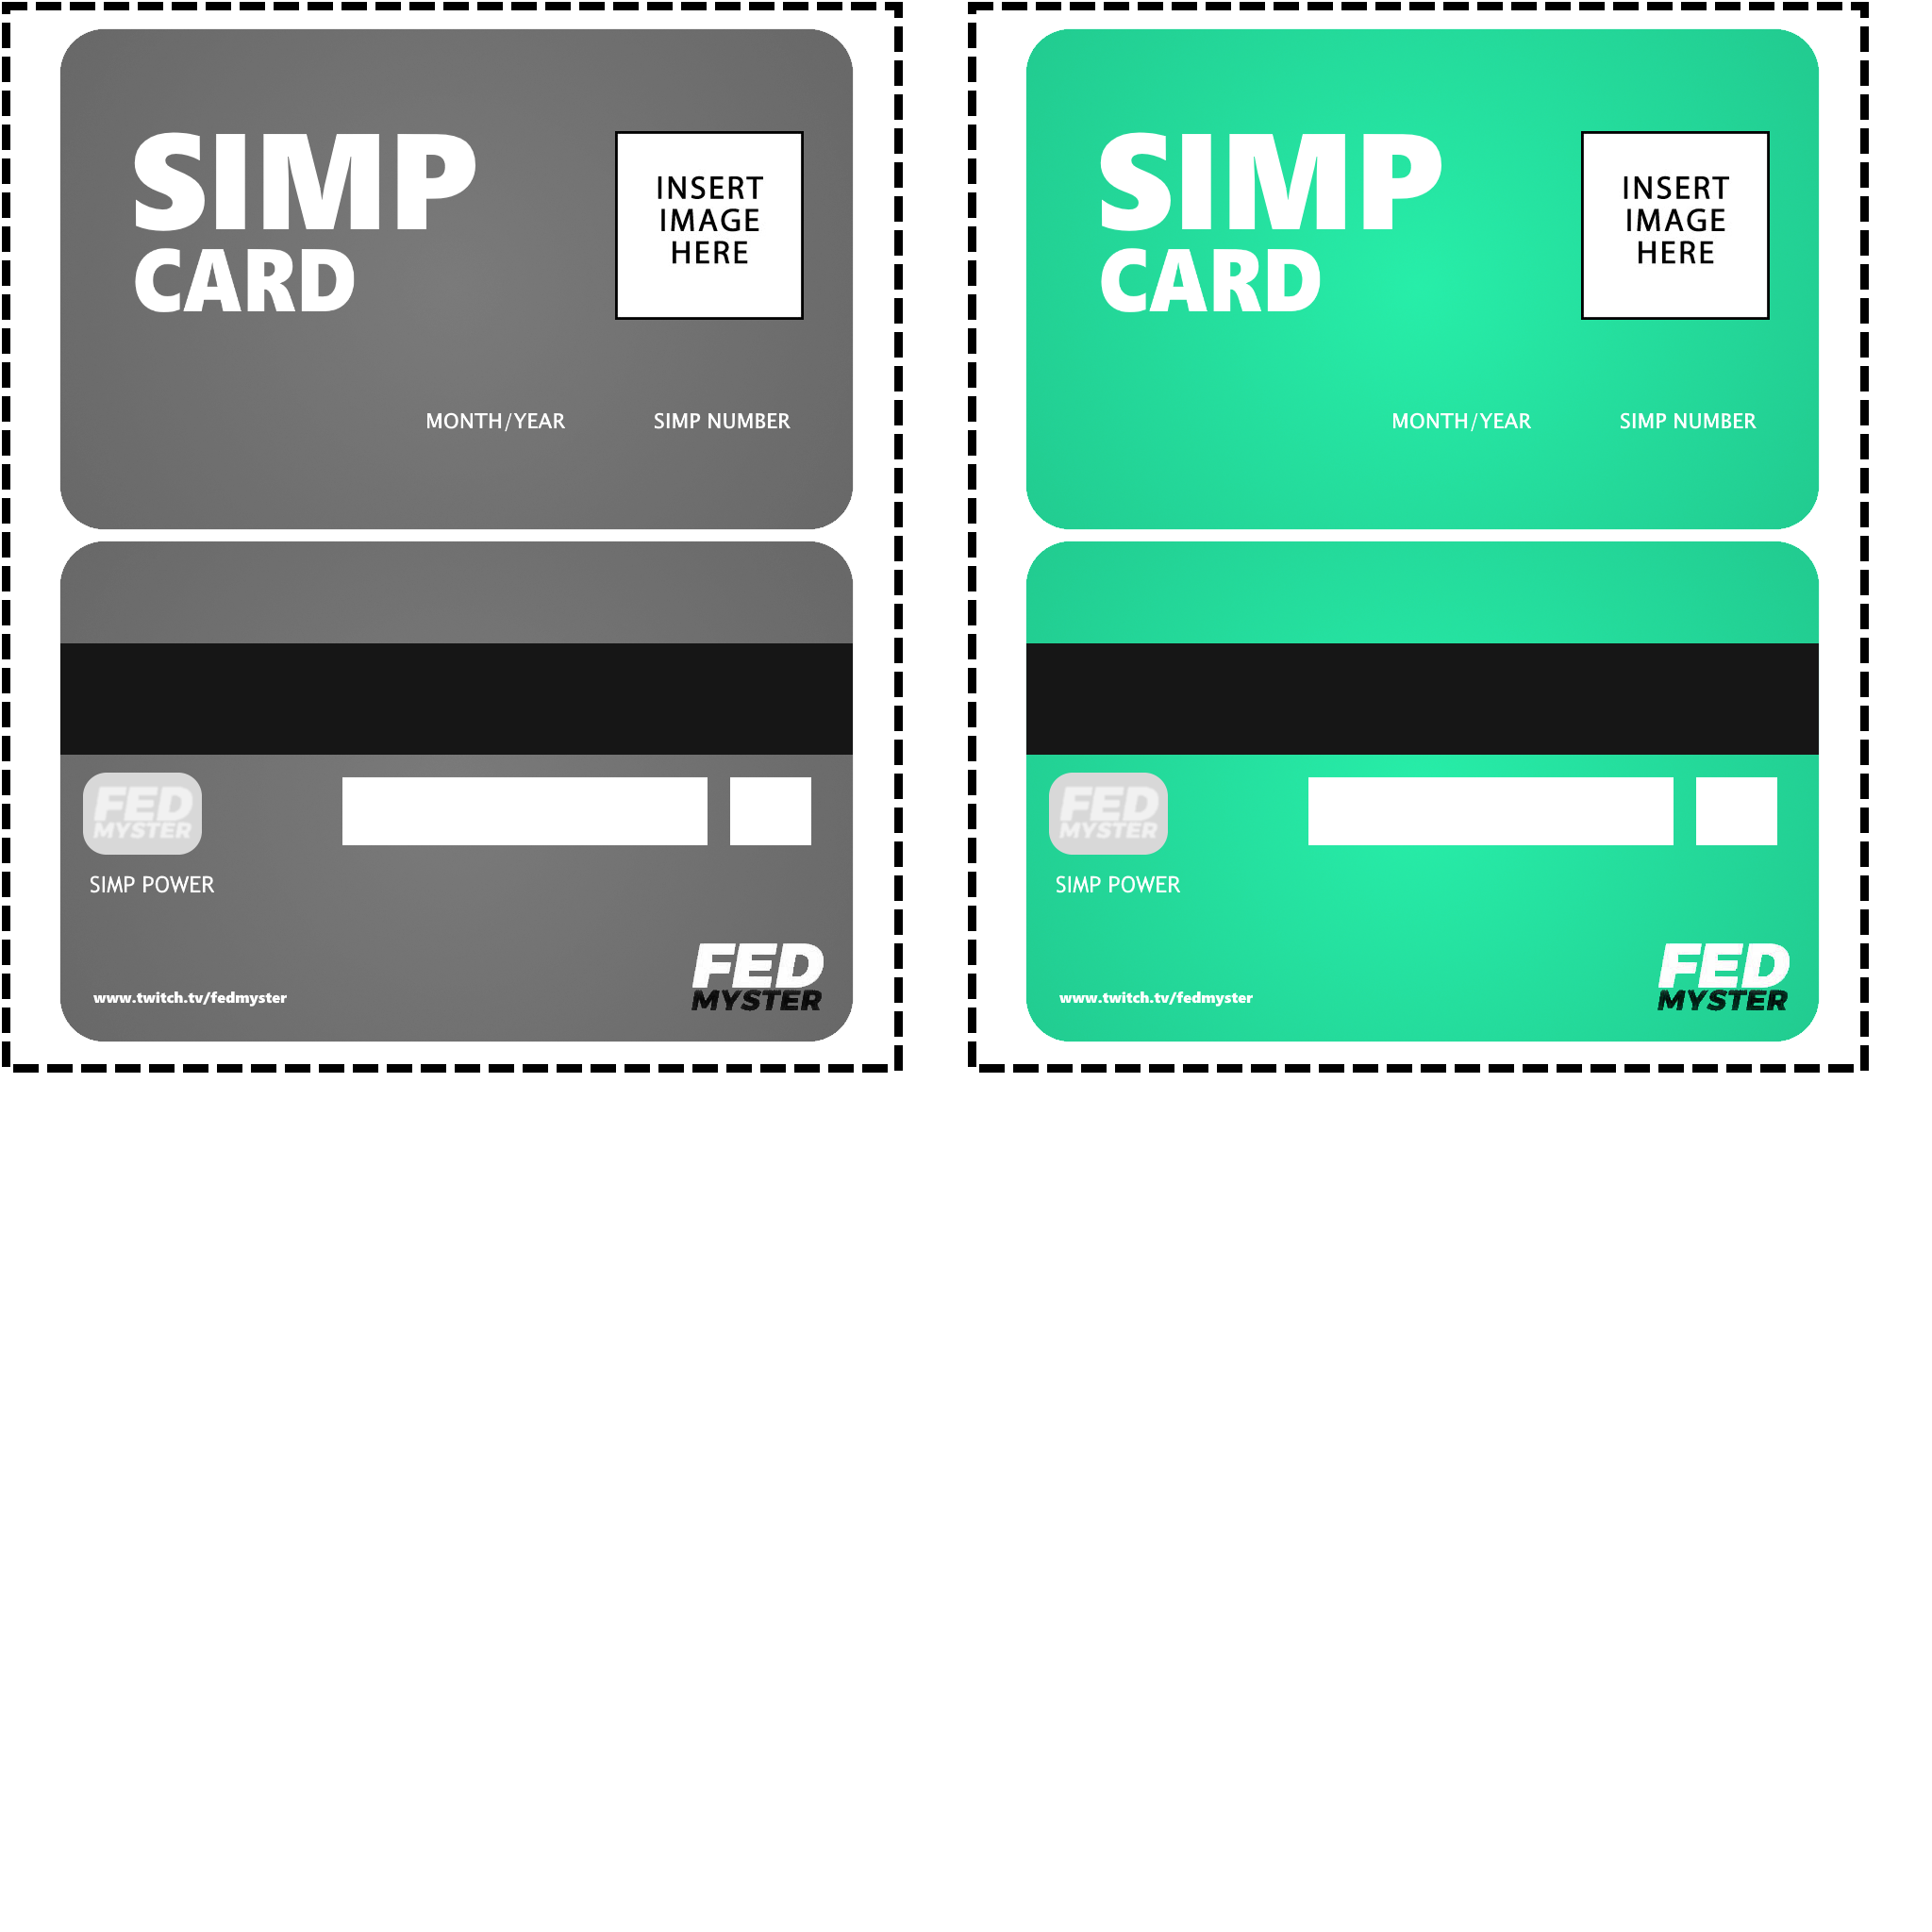 SIMP
CARD
INSERT
IMAGE
HERE
MONTH/YEAR
SIMP NUMBER
FED
MYSTER
SIMP POWER
www.twitch.tv/fedmyster
FED
MYSTER
SIMP
CARD
INSERT
IMAGE
HERE
MONTH/YEAR
SIMP NUMBER
FED
MYSTER
SIMP POWER
www.twitch.tv/fedmyster
FED
MYSTER